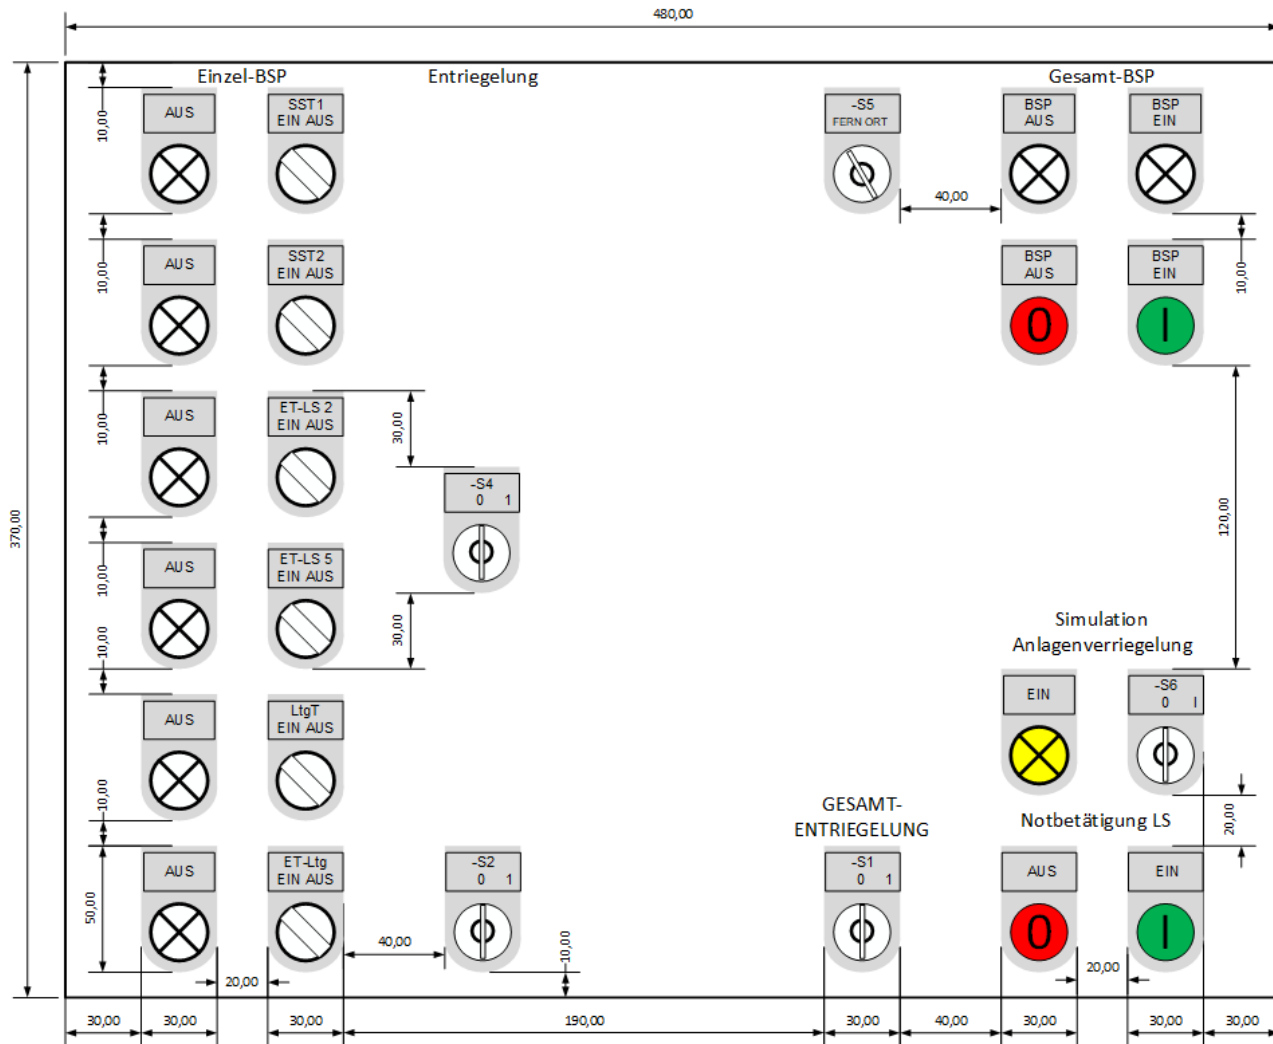 480,00
Einzel-BSP
Entriegelung
Gesamt-BSP
AUS
SST1
EIN AUS
-S5
FERN ORT
BSP
AUS
BSP
EIN
10,00
40,00
AUS
SST2
EIN AUS
BSP
AUS
BSP
EIN
10,00
10,00
0
I
AUS
ET-LS 2
EIN AUS
10,00
30,00
-S4
0 1
370,00
120,00
AUS
ET-LS 5
EIN AUS
10,00
10,00
30,00
Simulation
Anlagenverriegelung
EIN
-S6
0 I
AUS
LtgT
EIN AUS
10,00
GESAMT-
ENTRIEGELUNG
Notbetätigung LS
20,00
AUS
ET-Ltg
EIN AUS
-S2
0 1
-S1
0 1
AUS
EIN
50,00
0
I
40,00
10,00
20,00
20,00
30,00
30,00
30,00
190,00
30,00
40,00
30,00
30,00
30,00